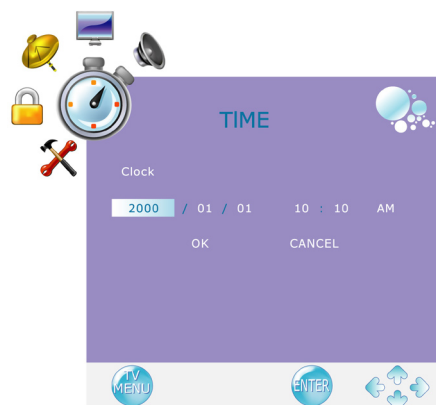 TIME
Clock
2000 / 01 / 01 10 : 10 AM
OK CANCEL
TV MENU ENTER